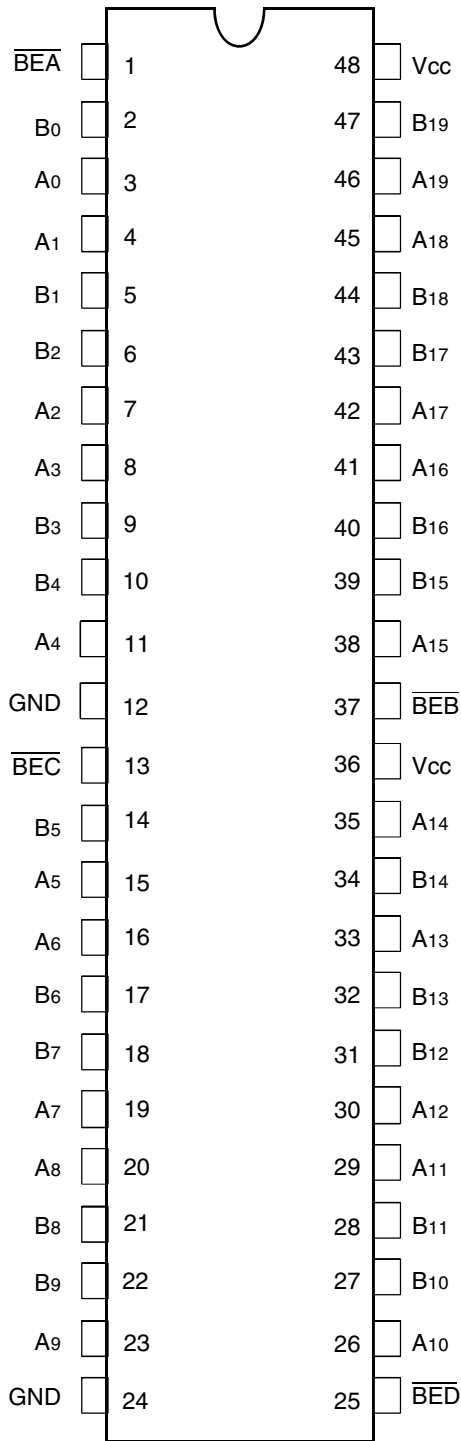 BEA 1 48 Vcc
B0 2 47 B19
A0 3 46 A19
A1 4 45 A18
B1 5 44 B18
B2 6 43 B17
A2 7 42 A17
A3 8 41 A16
B3 9 40 B16
B4 10 39 B15
A4 11 38 A15
GND 12 37 BEB
BEC 13 36 Vcc
B5 14 35 A14
A5 15 34 B14
A6 16 33 A13
B6 17 32 B13
B7 18 31 B12
A7 19 30 A12
A8 20 29 A11
B8 21 28 B11
B9 22 27 B10
A9 23 26 A10
GND 24 25 BED